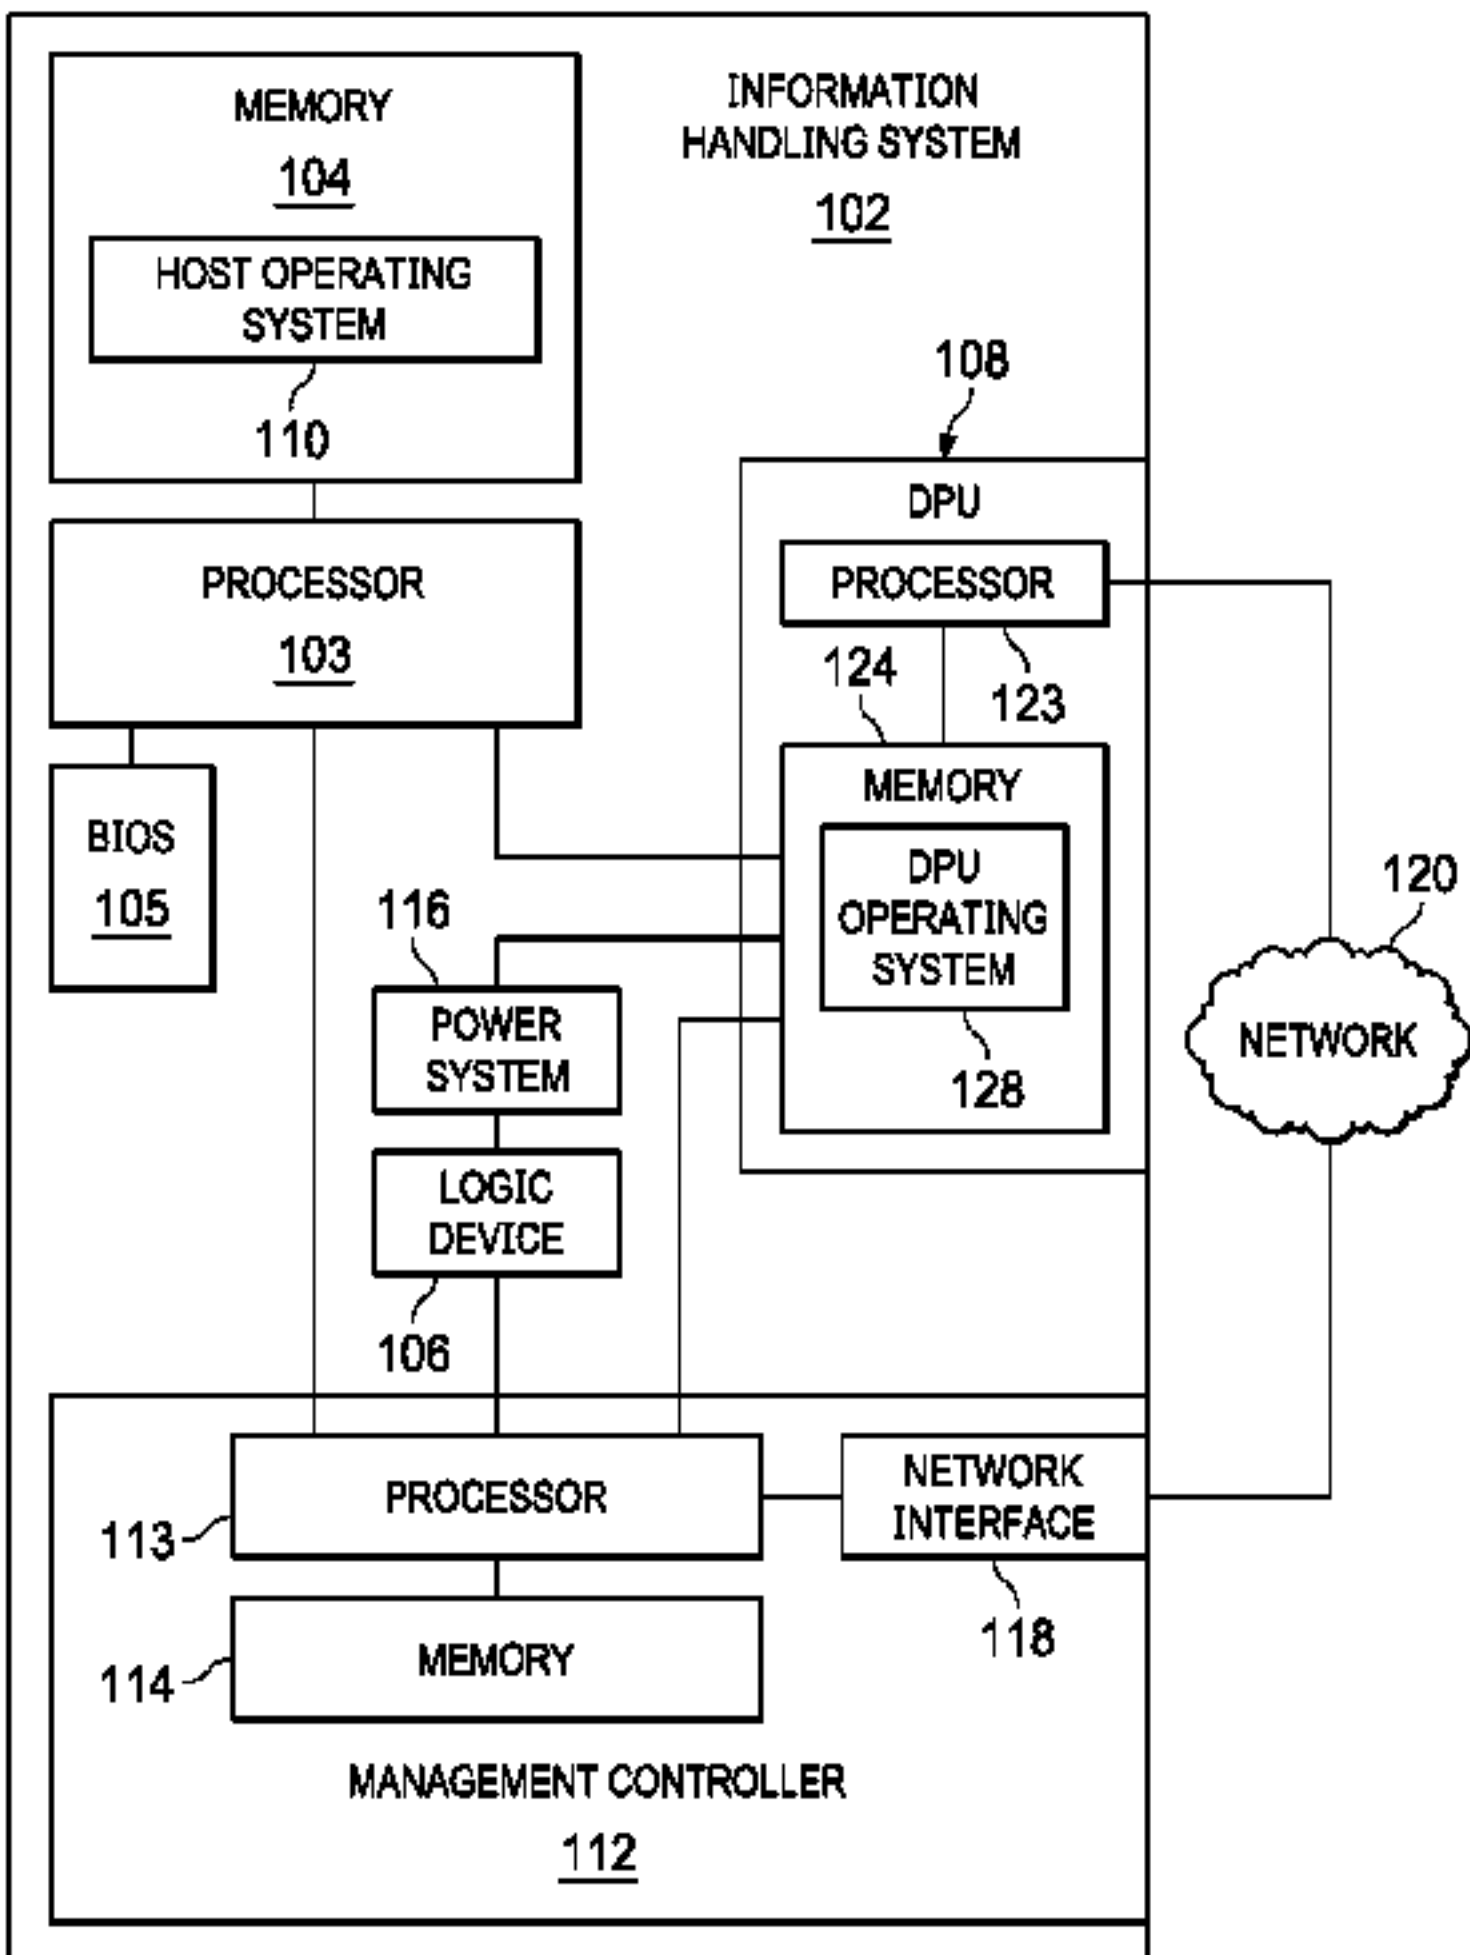 MEMORY
104
HOST OPERATING
SYSTEM
110
INFORMATION
HANDLING SYSTEM
102
PROCESSOR
103
BIOS
105
108
DPU
PROCESSOR
123
124
MEMORY
DPU
OPERATING
SYSTEM
128
120
NETWORK
116
POWER
SYSTEM
LOGIC
DEVICE
106
PROCESSOR
113
NETWORK
INTERFACE
118
MEMORY
114
MANAGEMENT CONTROLLER
112